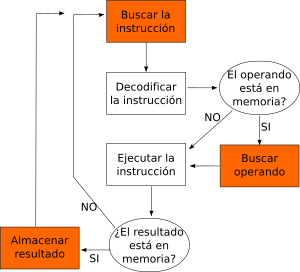 Buscar la
instrucción
Decodificar
la instrucción
El operando
está en
memoria?
NO
SI
Ejecutar la
instrucción
Buscar
operando
NO
¿El resultado
está en
memoria?
SI
Almacenar
resultado